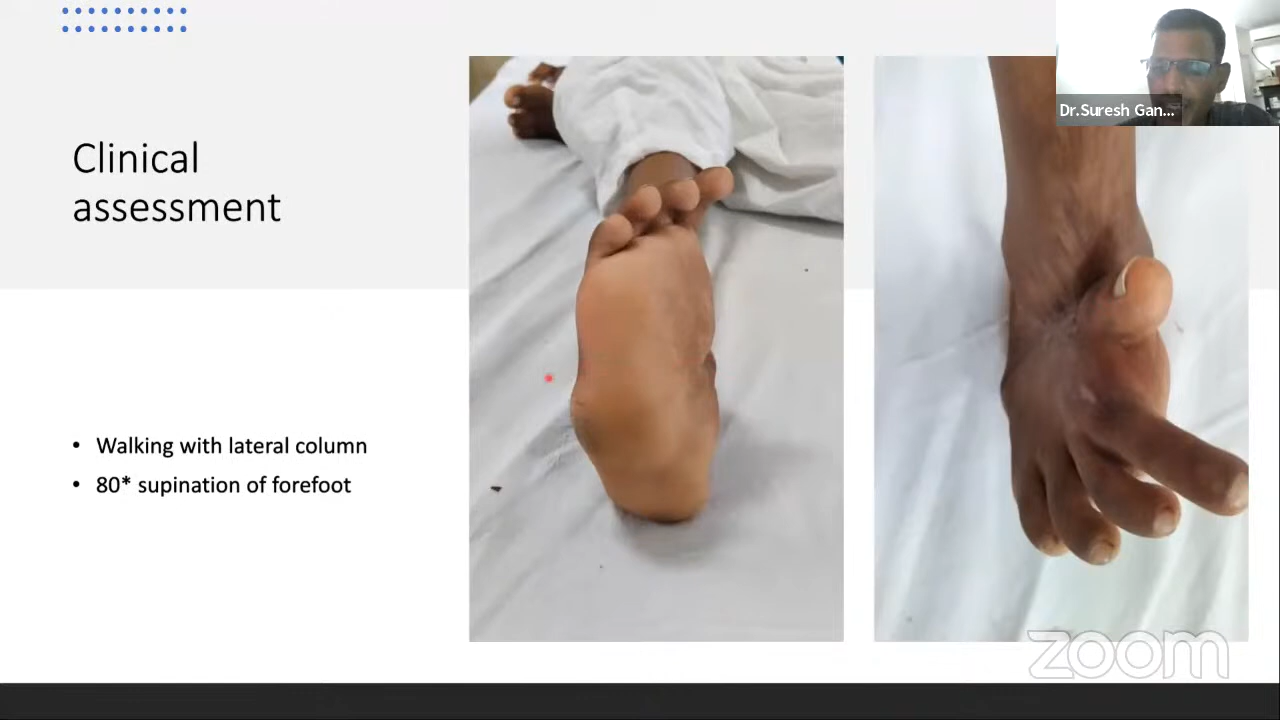 Dr.Suresh Gan...
Clinical
assessment
• Walking with lateral column
• 80* supination of forefoot
zoom